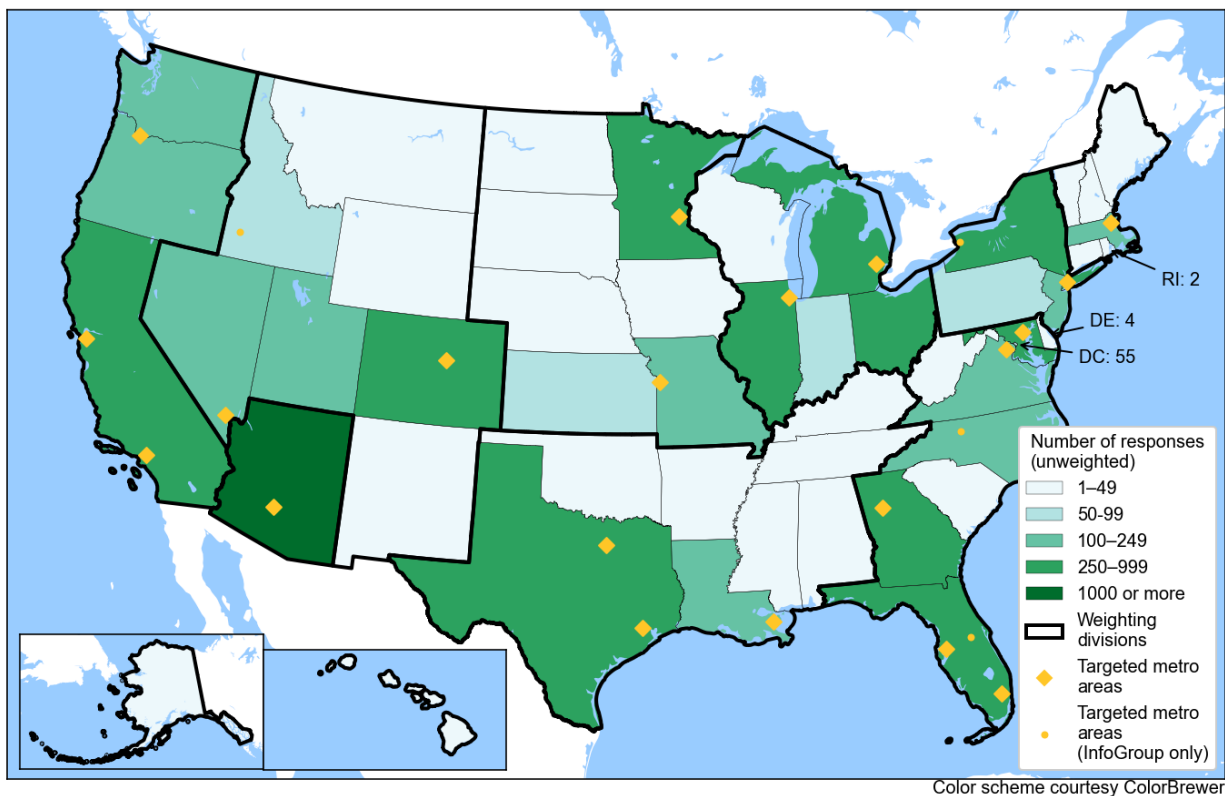 RI: 2
DE: 4
DC: 55
Number of responses
(unweighted)
1–49
50-99
100–249
250–999
1000 or more
Weighting
divisions
Targeted metro
areas
Targeted metro
areas
(InfoGroup only)
Color scheme courtesy ColorBrewer